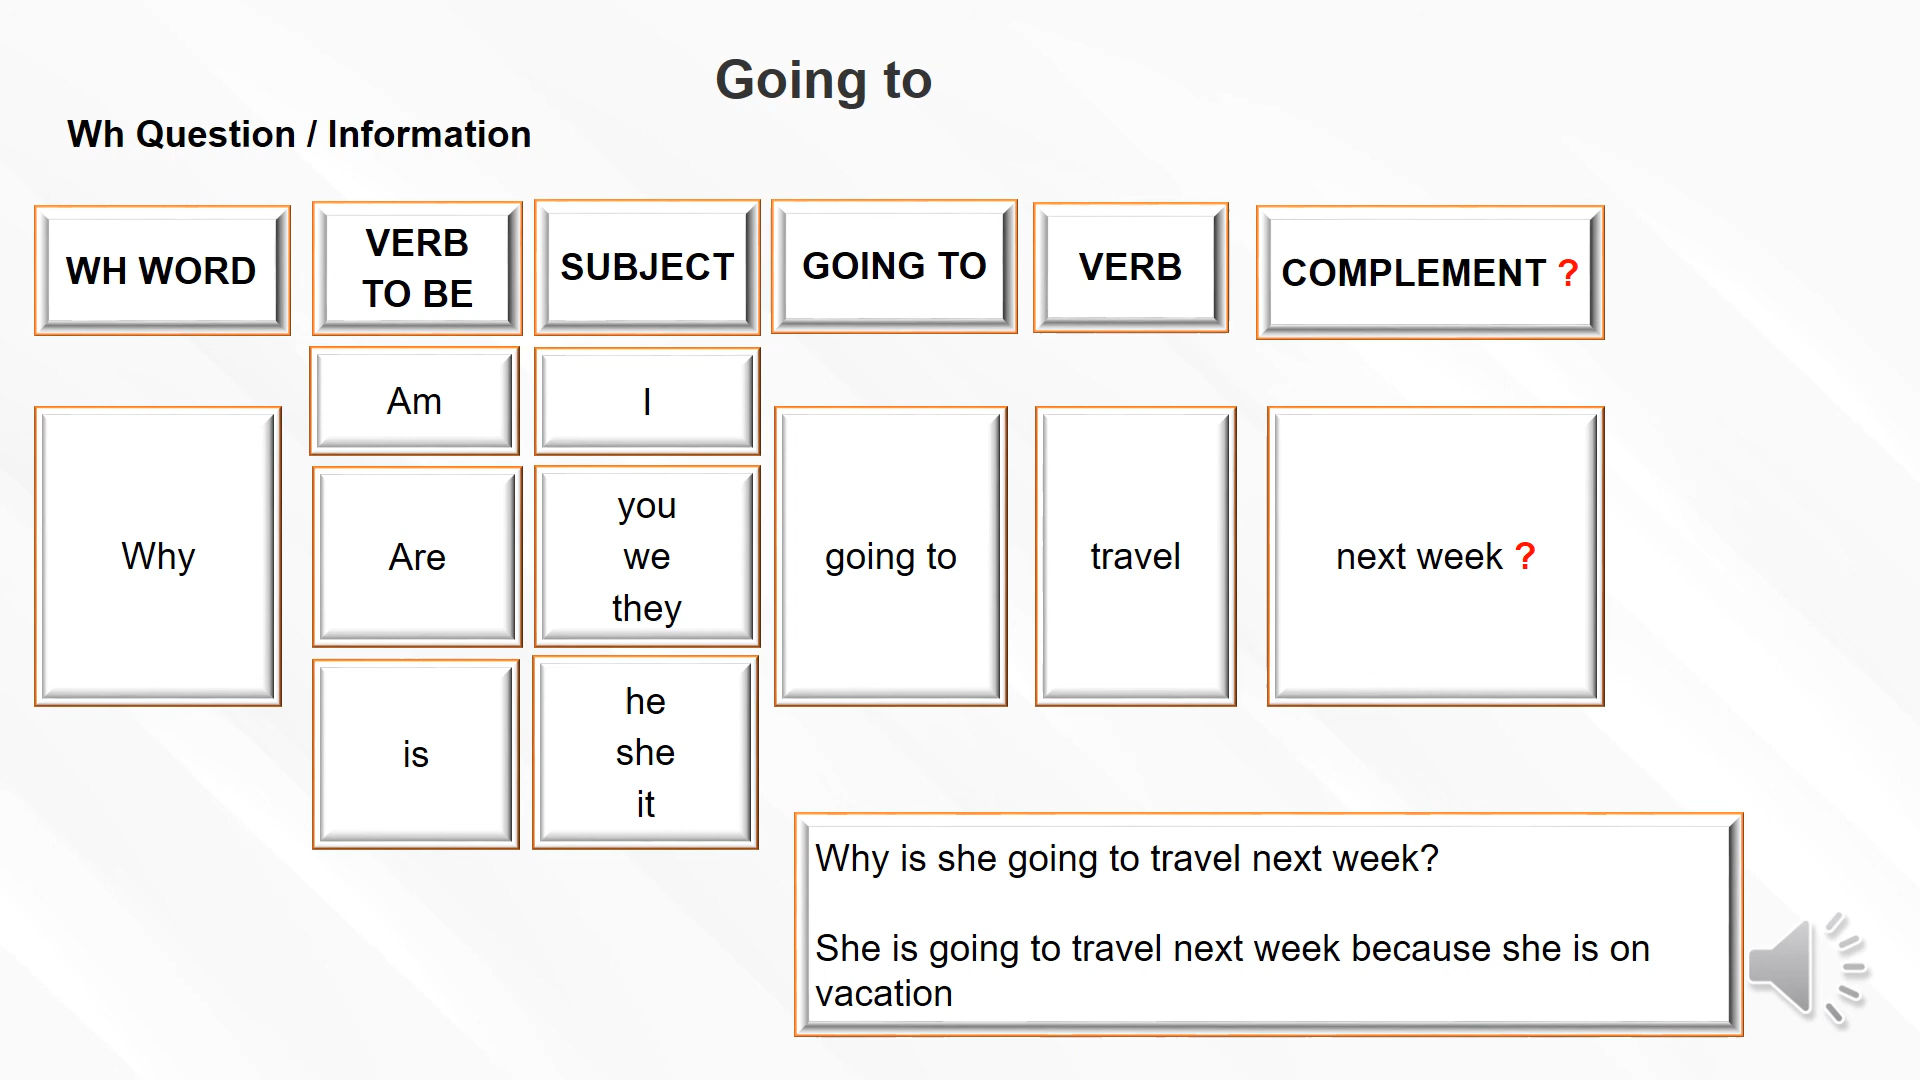 Going to
Wh Question / Information
WH WORD
VERB
TO BE
SUBJECT
GOING TO
VERB
COMPLEMENT ?
Why
Am
I
Are
you
we
they
is
he
she
it
going to
travel
next week ?
Why is she going to travel next week?
She is going to travel next week because she is on
vacation